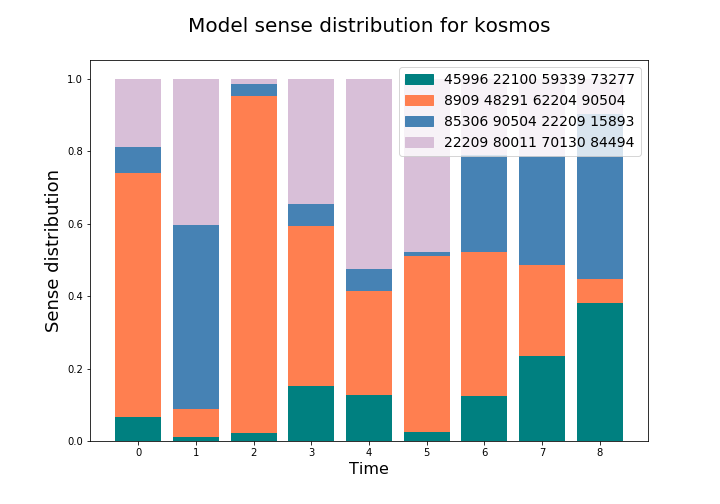 Model sense distribution for kosmos
45996 22100 59339 73277
8909 48291 62204 90504
85306 90504 22209 15893
22209 80011 70130 84494
Sense distribution
1.0
0.8
0.6
0.4
0.2
0.0
0 1 2 3 4 5 6 7 8
Time